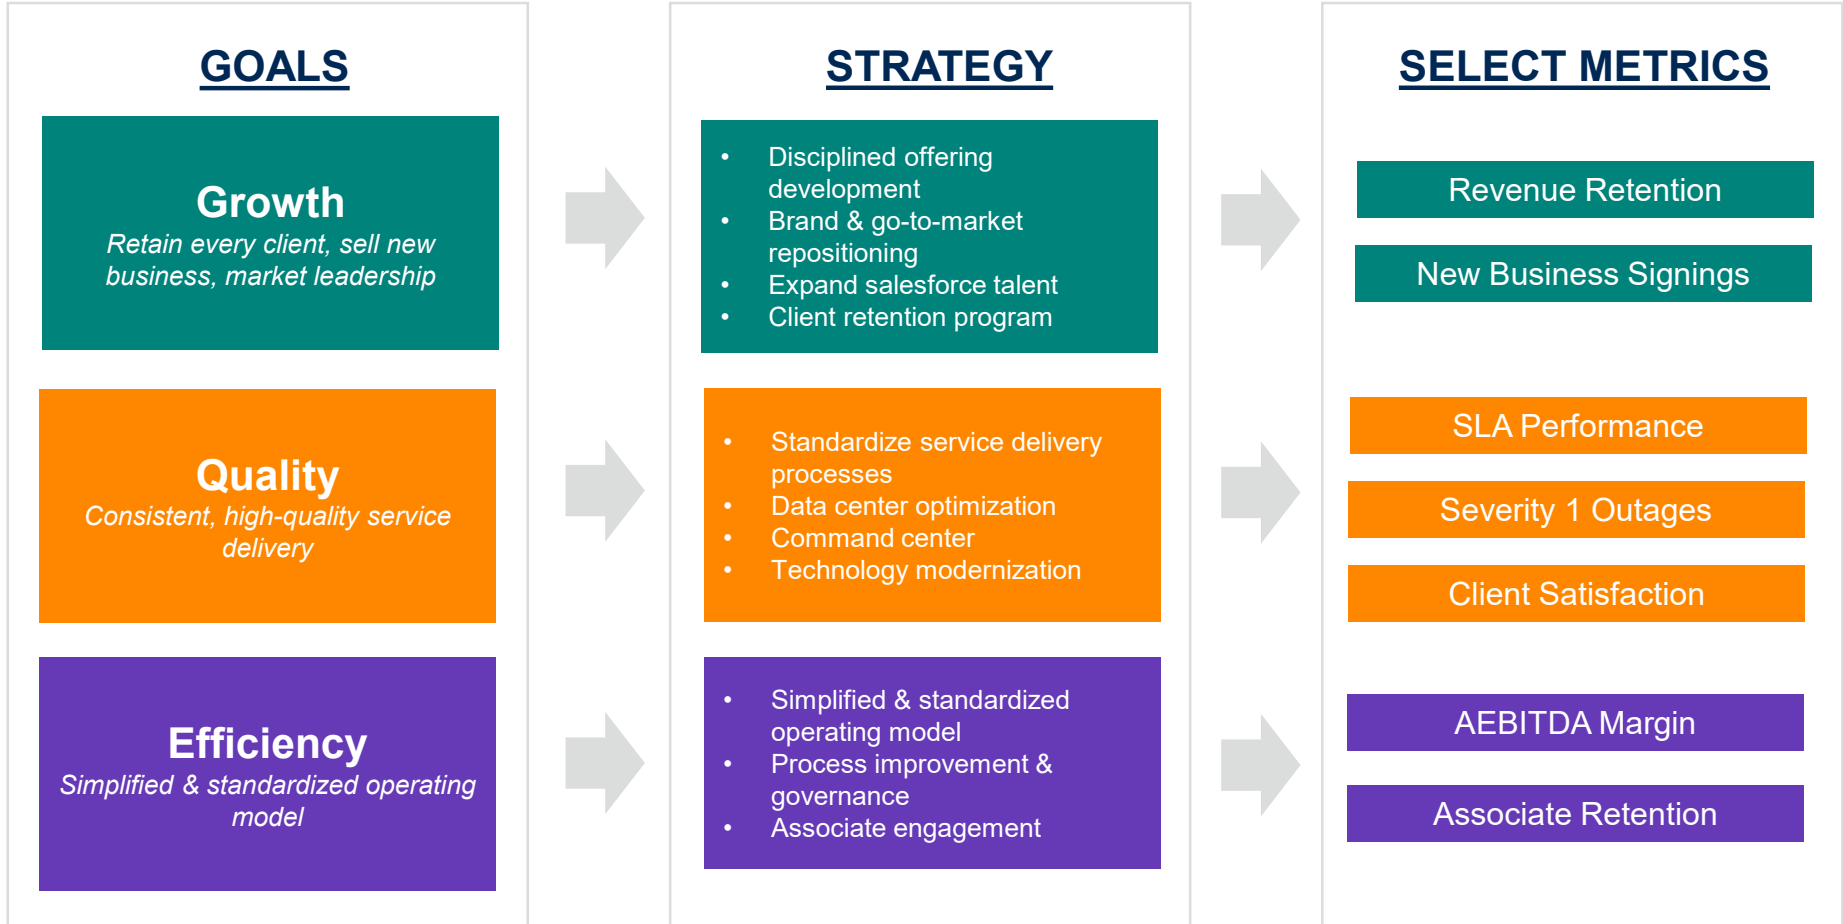 GOALS
Growth
Retain every client, sell new
business, market leadership
Quality
Consistent, high-quality service
delivery
Efficiency
Simplified & standardized operating
model
STRATEGY
• Disciplined offering
development
• Brand & go-to-market
repositioning
• Expand salesforce talent
• Client retention program
• Standardize service delivery
processes
• Data center optimization
• Command center
• Technology modernization
• Simplified & standardized
operating model
• Process improvement &
governance
• Associate engagement
SELECT METRICS
Revenue Retention
New Business Signings
SLA Performance
Severity 1 Outages
Client Satisfaction
AEBITDA Margin
Associate Retention